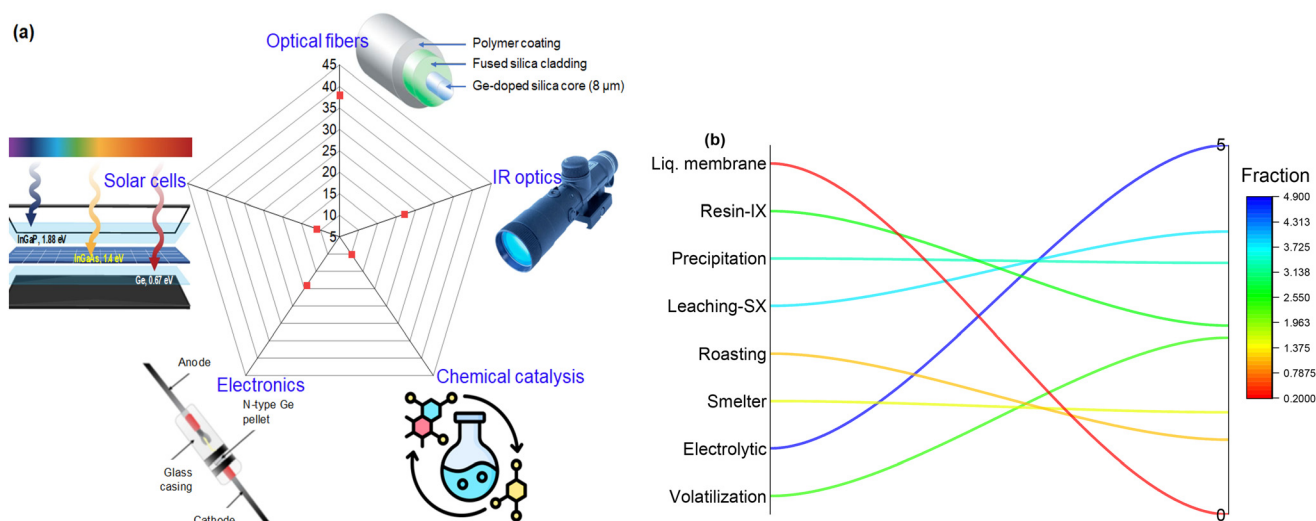 (a)
Optical fibers
Polymer coating
Fused silica cladding
Ge-doped silica core (8 µm)
45
40
35
30
25
20
15
10
5
Solar cells
IR optics
InGaP, 1.88 eV
InGaAs, 1.4 eV
Ge, 0.67 eV
Electronics
Chemical catalysis
Anode
N-type Ge
pellet
Glass
casing
Cathode
(b)
Liq. membrane
Resin-IX
Precipitation
Leaching-SX
Roasting
Smelter
Electrolytic
Volatilization
5
0
Fraction
4.900
4.313
3.725
3.138
2.550
1.963
1.375
0.7875
0.2000